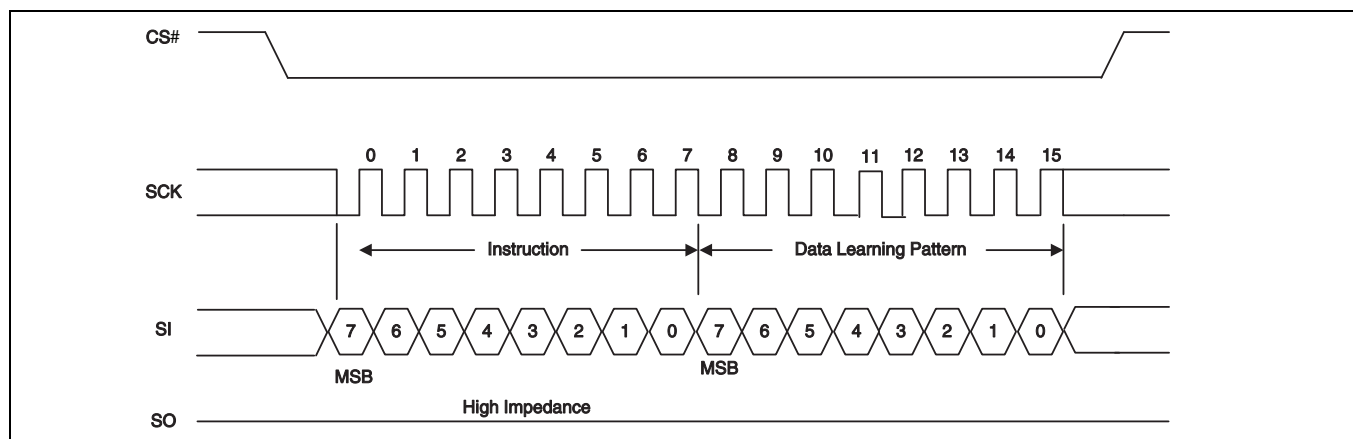 CS#
0 1 2 3 4 5 6 7 8 9 10 11 12 13 14 15
SCK
Instruction Data Learning Pattern
SI 7 6 5 4 3 2 1 0 7 6 5 4 3 2 1 0
MSB MSB
High Impedance
SO